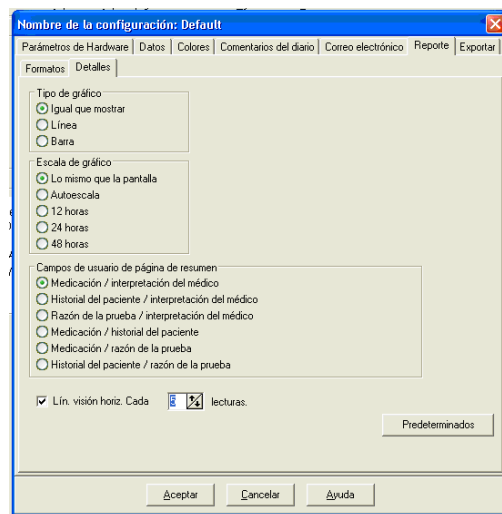 Nombre de la configuración: Default
Parámetros de Hardware Datos Colores Comentarios del diario Correo electrónico Reporte Exportar
Formatos Detalles
Tipo de gráfico
Igual que mostrar
Línea
Barra
Escala de gráfico
Lo mismo que la pantalla
Autoescala
12 horas
24 horas
48 horas
Campos de usuario de página de resumen
Medicación / interpretación del médico
Historial del paciente / interpretación del médico
Razón de la prueba / interpretación del médico
Medicación / historial del paciente
Medicación / razón de la prueba
Historial del paciente / razón de la prueba
Lín. visión horiz. Cada 5 lecturas.
Predeterminados
Aceptar Cancelar Ayuda